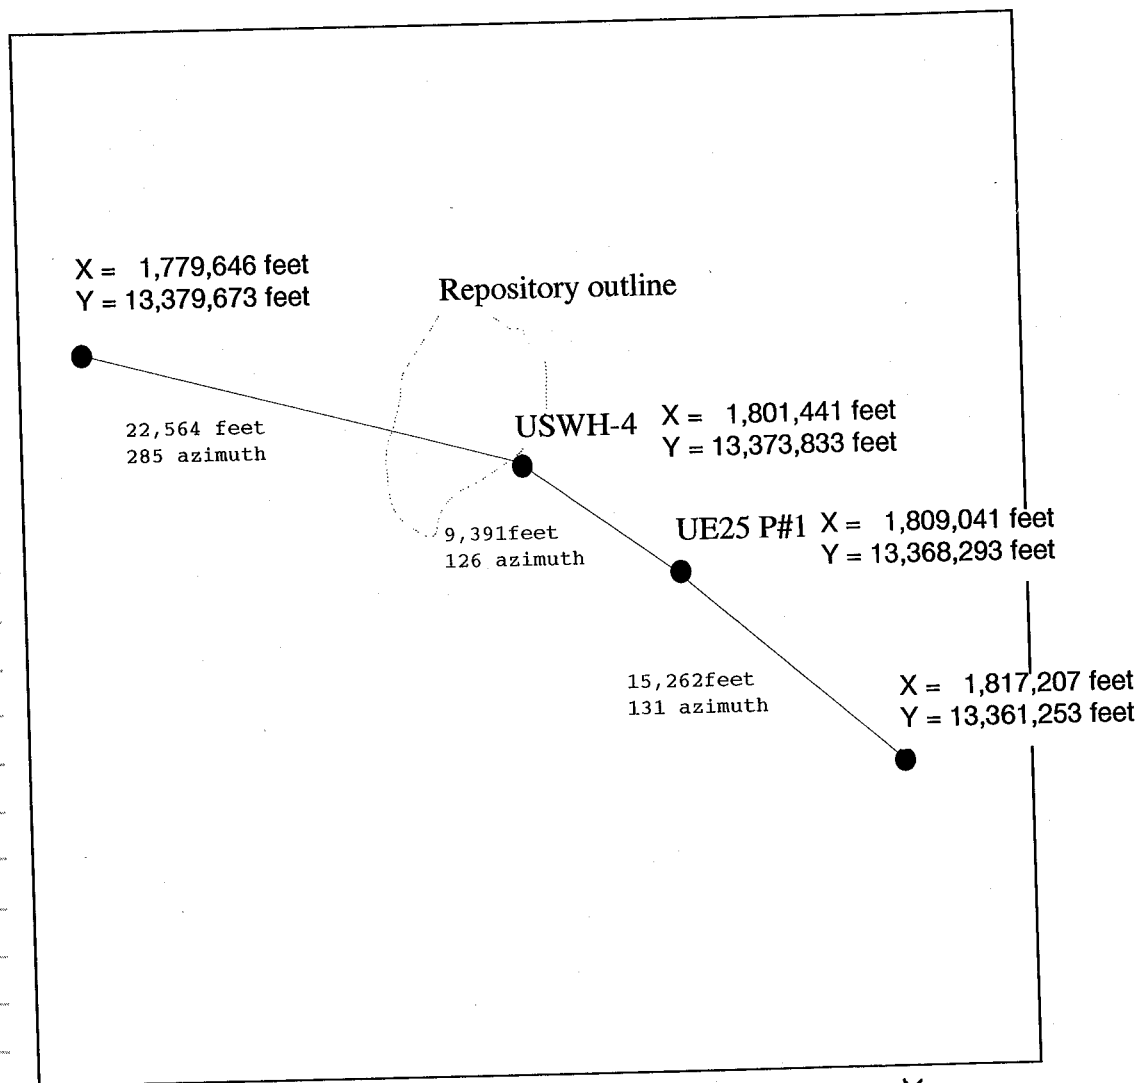 X = 1,779,646 feet
Y = 13,379,673 feet
Repository outline
22,564 feet
285 azimuth
USWH-4
X = 1,801,441 feet
Y = 13,373,833 feet
9,391feet
126 azimuth
UE25 P#1
X = 1,809,041 feet
Y = 13,368,293 feet
15,262feet
131 azimuth
X = 1,817,207 feet
Y = 13,361,253 feet